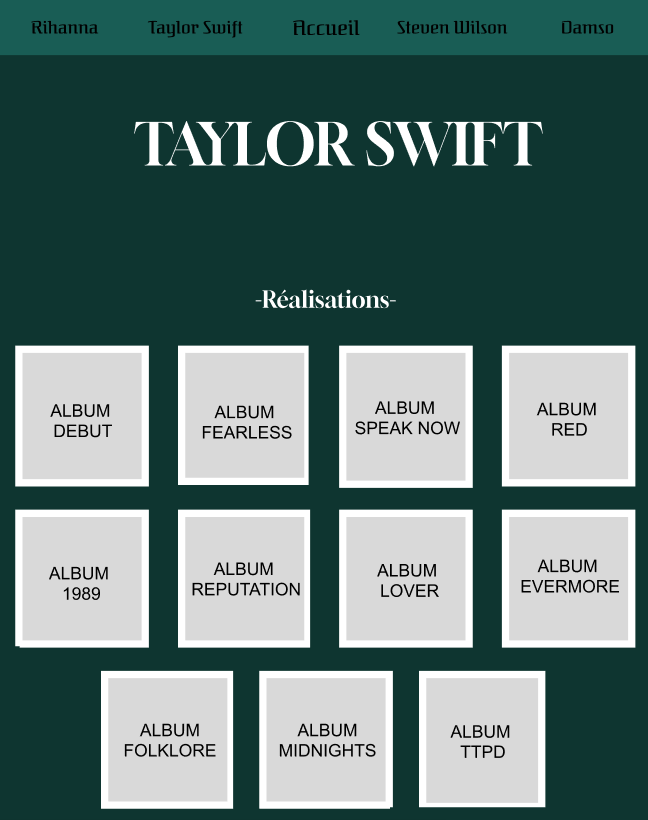 Rihanna Taylor Swift Accueil Steven Wilson Damso
TAYLOR SWIFT
-Réalisations-
ALBUM
DEBUT
ALBUM
FEARLESS
ALBUM
SPEAK NOW
ALBUM
RED
ALBUM
1989
ALBUM
REPUTATION
ALBUM
LOVER
ALBUM
EVERMORE
ALBUM
FOLKLORE
ALBUM
MIDNIGHTS
ALBUM
TTPD